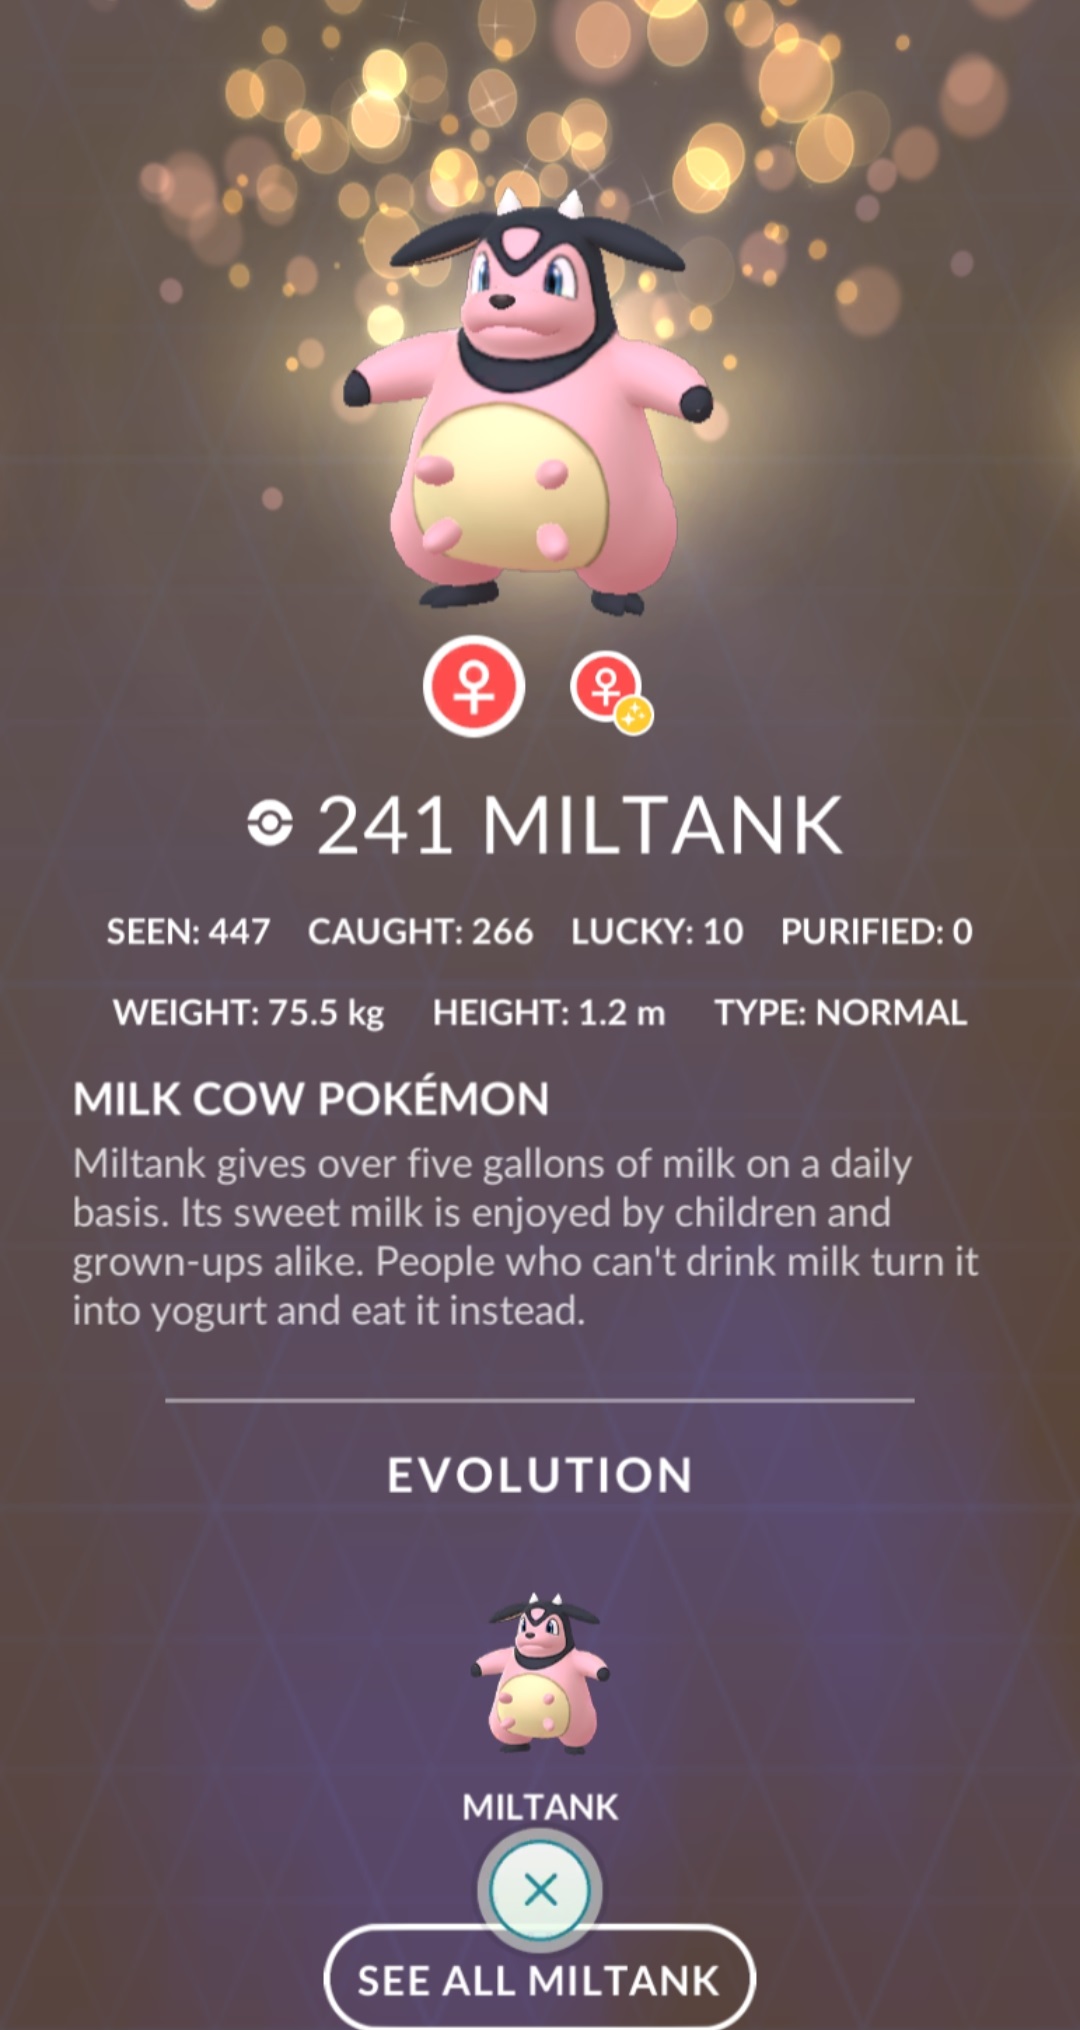 241 MILTANK
SEEN: 447 CAUGHT: 266 LUCKY: 10 PURIFIED: 0
WEIGHT: 75.5 kg HEIGHT: 1.2 m TYPE: NORMAL
MILK COW POKÉMON
Miltank gives over five gallons of milk on a daily
basis. Its sweet milk is enjoyed by children and
grown-ups alike. People who can't drink milk turn it
into yogurt and eat it instead.
EVOLUTION
MILTANK
SEE ALL MILTANK